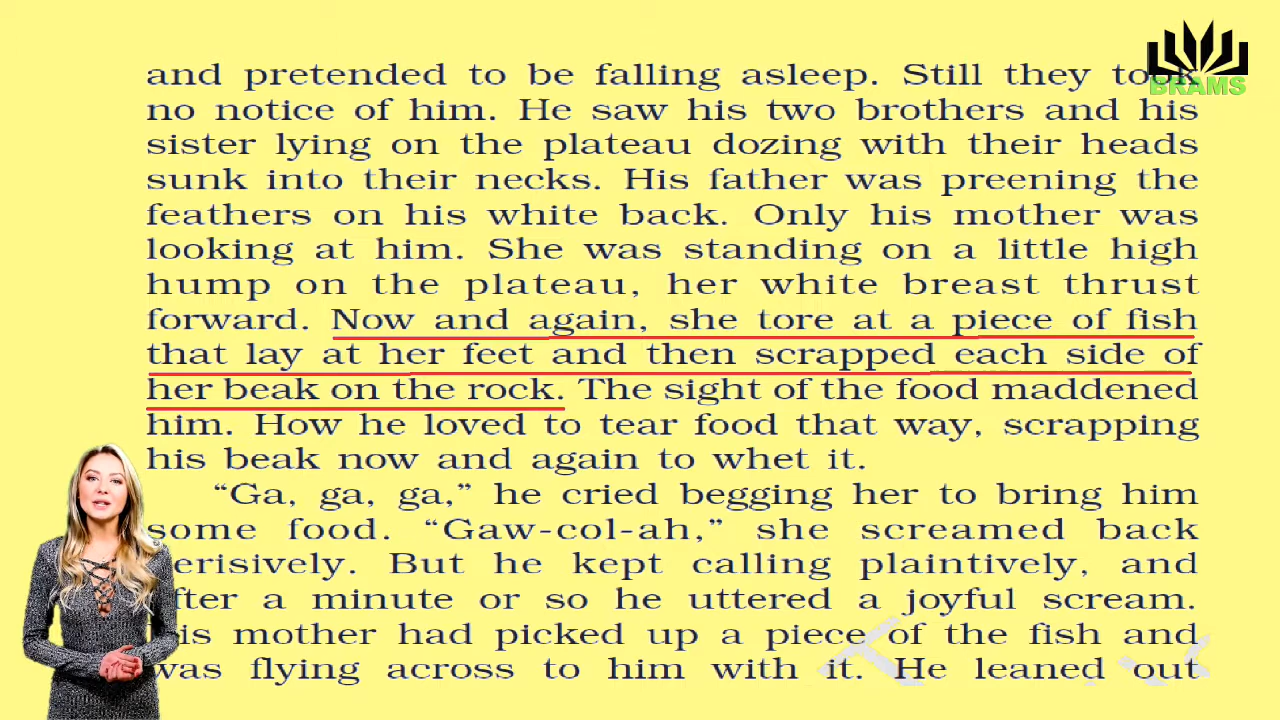 and pretended to be falling asleep. Still they took
no notice of him. He saw his two brothers and his
sister lying on the plateau dozing with their heads
sunk into their necks. His father was preening the
feathers on his white back. Only his mother was
looking at him. She was standing on a little high
hump on the plateau, her white breast thrust
forward. Now and again, she tore at a piece of fish
that lay at her feet and then scrapped each side of
her beak on the rock. The sight of the food maddened
him. How he loved to tear food that way, scrapping
his beak now and again to whet it.
“Ga, ga, ga,” he cried begging her to bring him
some food. “Gaw-col-ah,” she screamed back
erisively. But he kept calling plaintively, and
fter a minute or so he uttered a joyful scream.
is mother had picked up a piece of the fish and
was flying across to him with it. He leaned out
BRAMS